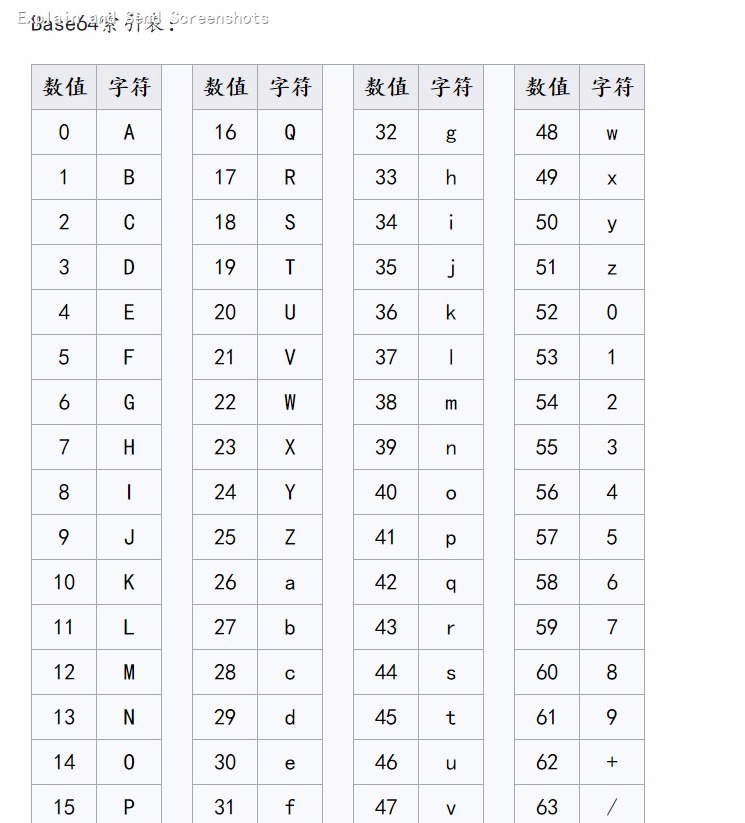 Explain and Send Screenshots
Base64索引表：
数值 字符 数值 字符 数值 字符 数值 字符
0 A 16 Q 32 g 48 w
1 B 17 R 33 h 49 x
2 C 18 S 34 i 50 y
3 D 19 T 35 j 51 z
4 E 20 U 36 k 52 0
5 F 21 V 37 l 53 1
6 G 22 W 38 m 54 2
7 H 23 X 39 n 55 3
8 I 24 Y 40 o 56 4
9 J 25 Z 41 p 57 5
10 K 26 a 42 q 58 6
11 L 27 b 43 r 59 7
12 M 28 c 44 s 60 8
13 N 29 d 45 t 61 9
14 O 30 e 46 u 62 +
15 P 31 f 47 v 63 /